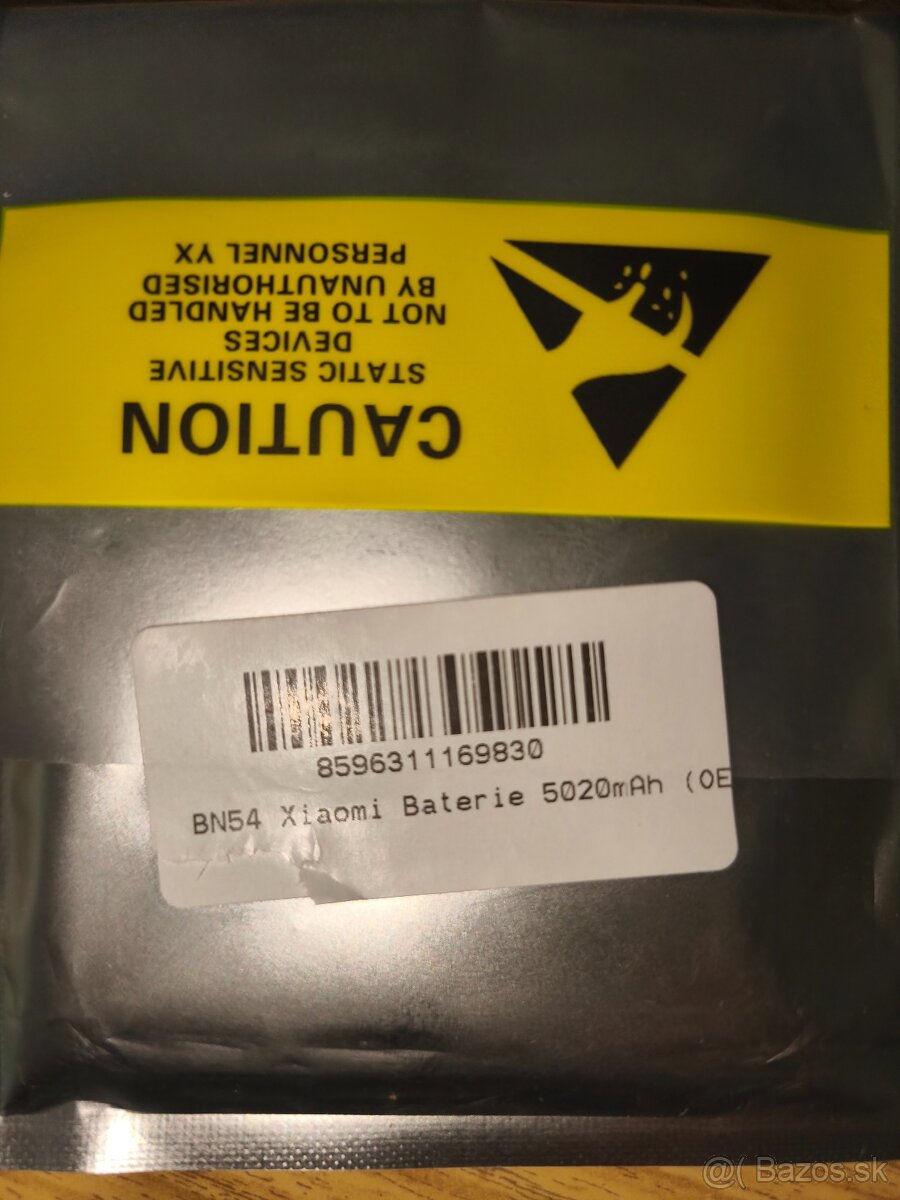 CAUTION
STATIC SENSITIVE
DEVICES
NOT TO BE HANDLED
BY UNAUTHORISED
PERSONNEL YX
8596311169830
BN54 Xiaomi Baterie 5020mAh (OE
@( Bazos.sk